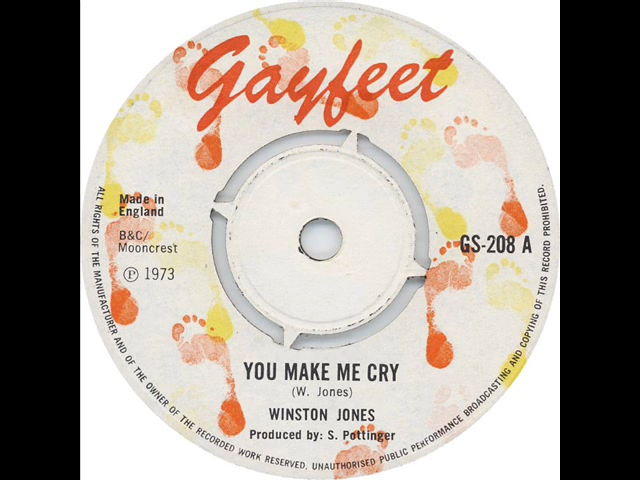 Gayfeet
Made in
England
B&C/
Mooncrest
Ⓟ 1973
GS-208 A
YOU MAKE ME CRY
(W. Jones)
WINSTON JONES
Produced by: S. Pottinger
ALL RIGHTS OF THE MANUFACTURER AND OF THE OWNER OF THE RECORDED WORK RESERVED. UNAUTHORISED PUBLIC PERFORMANCE BROADCASTING AND COPYING OF THIS RECORD PROHIBITED.